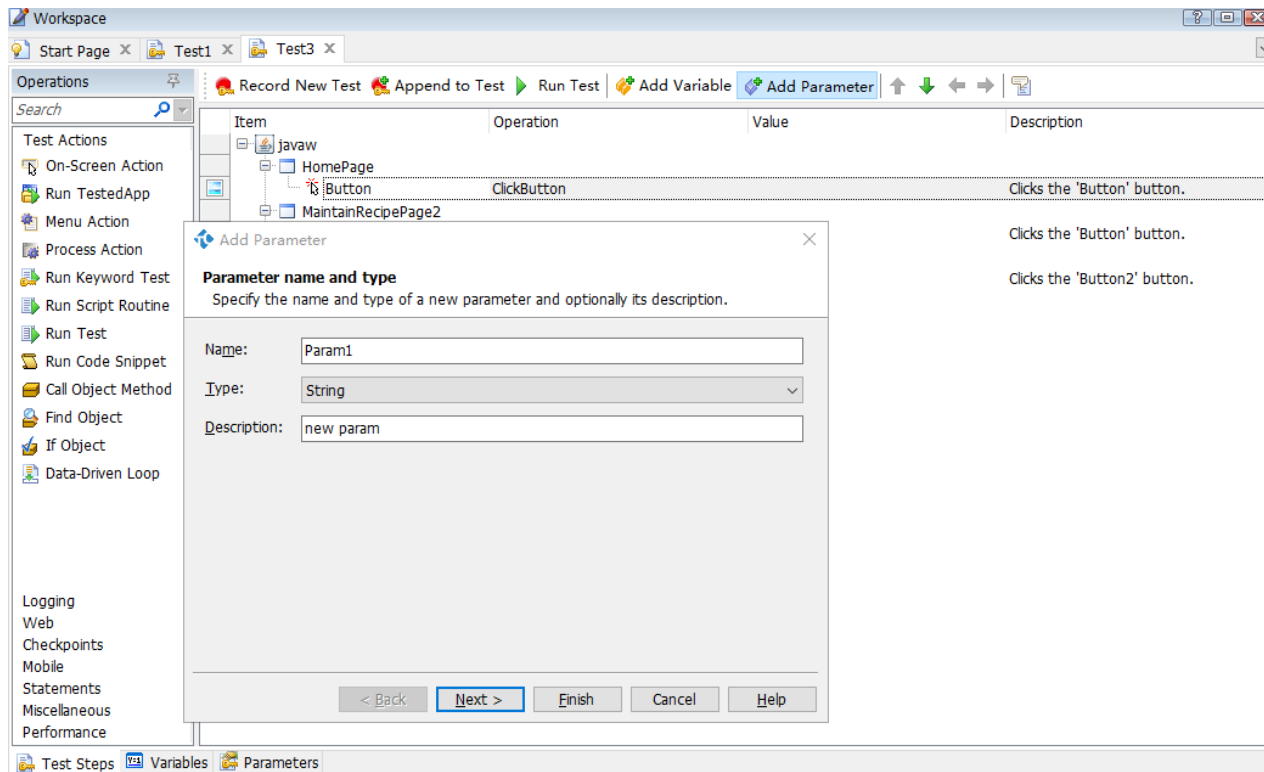 Workspace
Start Page X Test1 X Test3 X
Operations
Record New Test Append to Test Run Test Add Variable Add Parameter
Search
Item Operation Value Description
Test Actions
javaw
On-Screen Action
HomePage
Run TestedApp
Button ClickButton Clicks the 'Button' button.
Menu Action
MaintainRecipePage2
Process Action
Clicks the 'Button' button.
Run Keyword Test
Clicks the 'Button2' button.
Run Script Routine
Run Test
Run Code Snippet
Call Object Method
Find Object
If Object
Data-Driven Loop
Add Parameter
Parameter name and type
Specify the name and type of a new parameter and optionally its description.
Name: Param1
Type: String
Description: new param
< Back Next > Finish Cancel Help
Logging
Web
Checkpoints
Mobile
Statements
Miscellaneous
Performance
Test Steps Variables Parameters